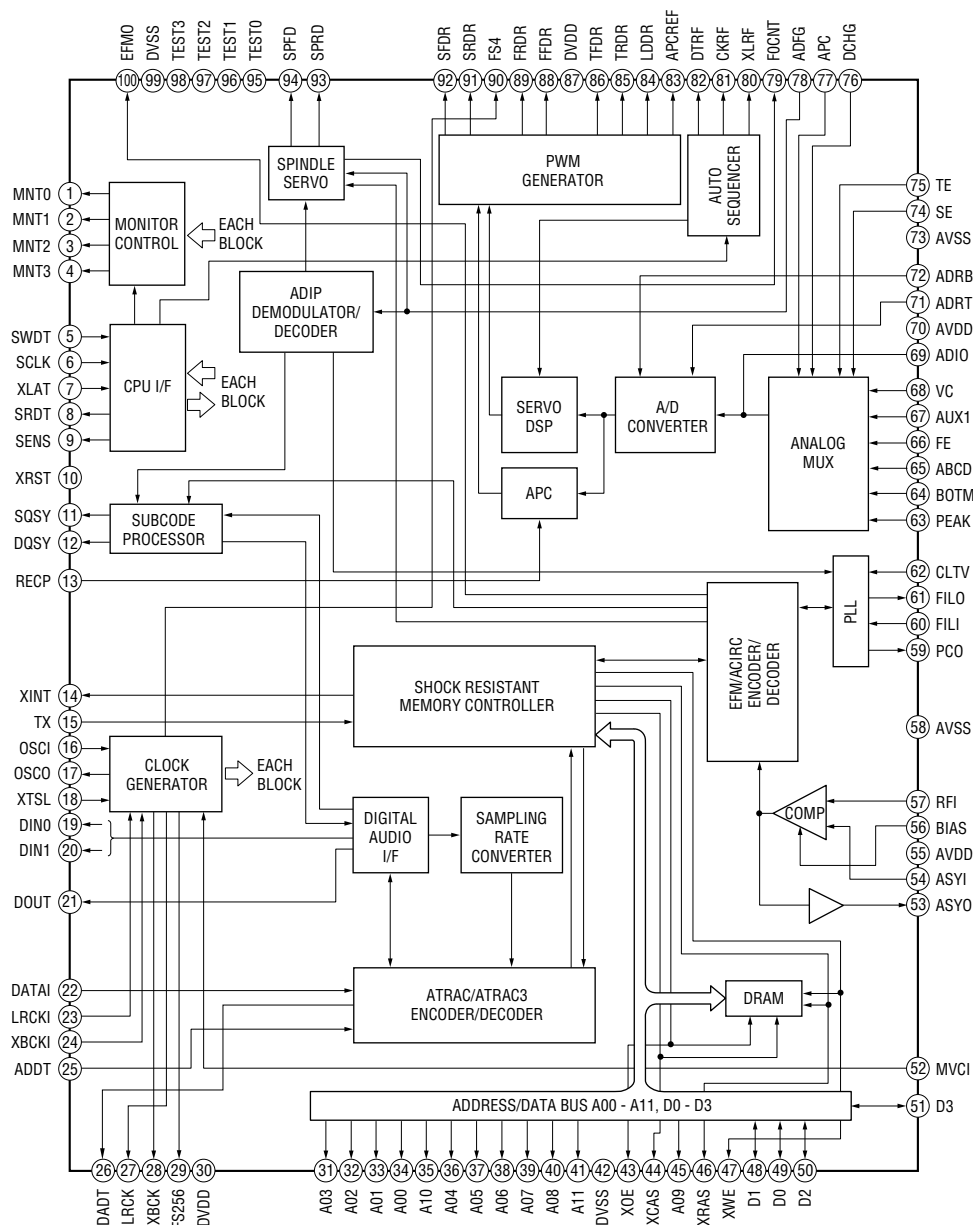 EFMO
DVSS
TEST3
TEST2
TEST1
TEST0
SPFD
SPRD
SFDR
SRDR
FS4
FRDR
FFDR
DVDD
TFDR
TRDR
LDDR
APCREF
DTRF
CKRF
XLRF
F0CNT
ADFG
APC
DCHG
100 99 98 97 96 95 94 93 92 91 90 89 88 87 86 85 84 83 82 81 80 79 78 77 76
MNT0 1
MNT1 2
MNT2 3
MNT3 4
SWDT 5
SCLK 6
XLAT 7
SRDT 8
SENS 9
XRST 10
SQSY 11
DQSY 12
RECP 13
XINT 14
TX 15
OSCI 16
OSCO 17
XTSL 18
DIN0 19
DIN1 20
DOUT 21
DATAI 22
LRCKI 23
XBCKI 24
ADDT 25
MONITOR
CONTROL
EACH
BLOCK
SPINDLE
SERVO
PWM
GENERATOR
AUTO
SEQUENCER
ADIP
DEMODULATOR/
DECODER
CPU I/F
EACH
BLOCK
SERVO
DSP
A/D
CONVERTER
ANALOG
MUX
APC
SUBCODE
PROCESSOR
PLL
EFM/ACIRC
ENCODER/
DECODER
SHOCK RESISTANT
MEMORY CONTROLLER
CLOCK
GENERATOR
EACH
BLOCK
DIGITAL
AUDIO
I/F
SAMPLING
RATE
CONVERTER
COMP
ATRAC/ATRAC3
ENCODER/DECODER
DRAM
ADDRESS/DATA BUS A00 - A11, D0 - D3
75 TE
74 SE
73 AVSS
72 ADRB
71 ADRT
70 AVDD
69 ADIO
68 VC
67 AUX1
66 FE
65 ABCD
64 BOTM
63 PEAK
62 CLTV
61 FILO
60 FILI
59 PCO
58 AVSS
57 RFI
56 BIAS
55 AVDD
54 ASYI
53 ASYO
52 MVCI
51 D3
26 27 28 29 30 31 32 33 34 35 36 37 38 39 40 41 42 43 44 45 46 47 48 49 50
DADT
LRCK
XBCK
FS256
DVDD
A03
A02
A01
A00
A10
A04
A05
A06
A07
A08
A11
DVSS
XOE
XCAS
A09
XRAS
XWE
D1
D0
D2